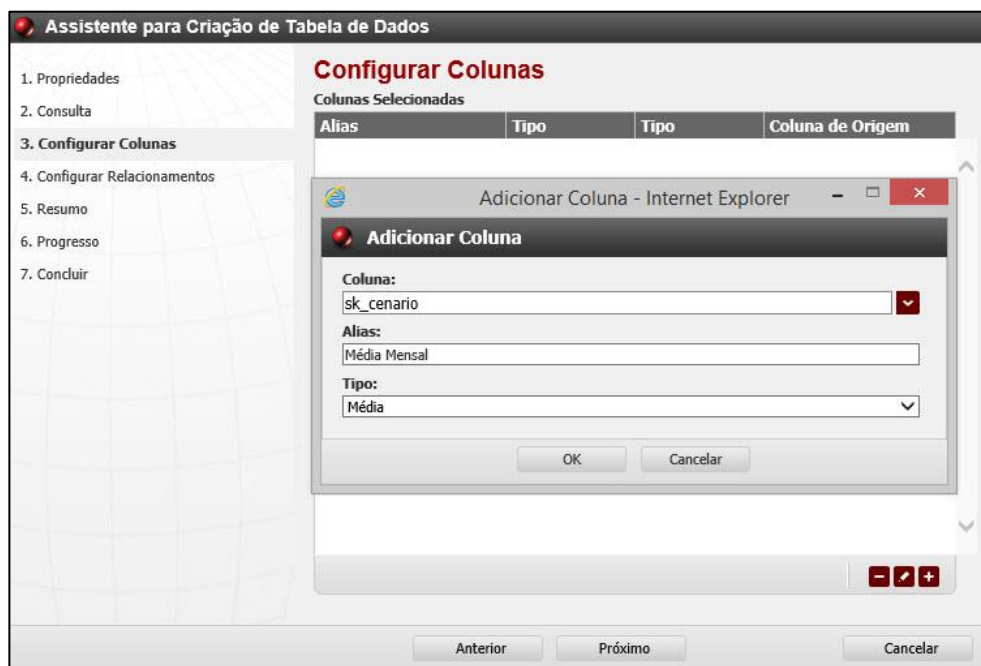 Assistente para Criação de Tabela de Dados
1. Propriedades
2. Consulta
3. Configurar Colunas
4. Configurar Relacionamentos
5. Resumo
6. Progresso
7. Concluir
Configurar Colunas
Colunas Selecionadas
Alias Tipo Tipo Coluna de Origem
Adicionar Coluna - Internet Explorer
Adicionar Coluna
Coluna:
sk_cenario
Alias:
Média Mensal
Tipo:
Média
OK Cancelar
Anterior Próximo Cancelar